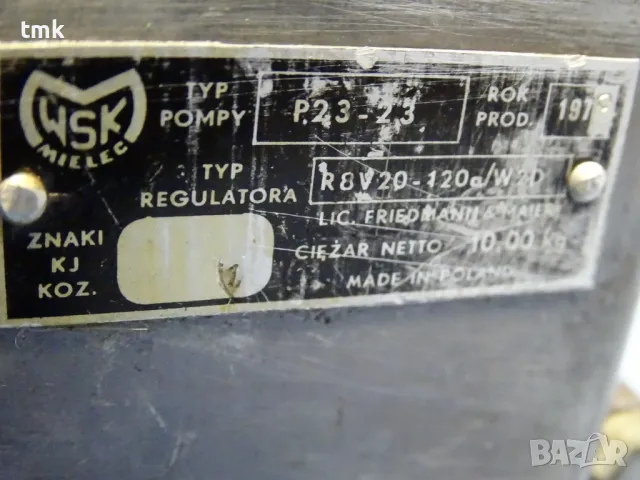 tmk
WSK
MIELEC
TYP POMPY P.23-23 ROK PROD.
TYP REGULATORA R8V20-120a/W2D
LIC. FRIEDMANN & MAIER
ZNAKI KJ KOZ.
CIĘŻAR NETTO 10,00 kg
MADE IN POLAND
BAZAR